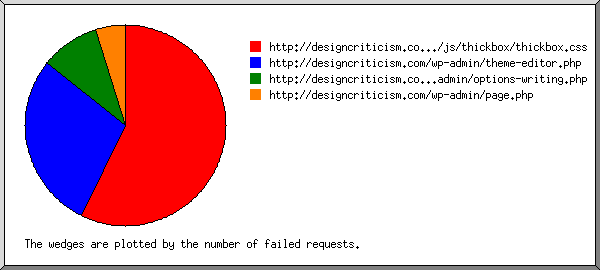 http://designcriticism.co.../js/thickbox/thickbox.css
http://designcriticism.com/wp-admin/theme-editor.php
http://designcriticism.co...admin/options-writing.php
http://designcriticism.com/wp-admin/page.php
The wedges are plotted by the number of failed requests.